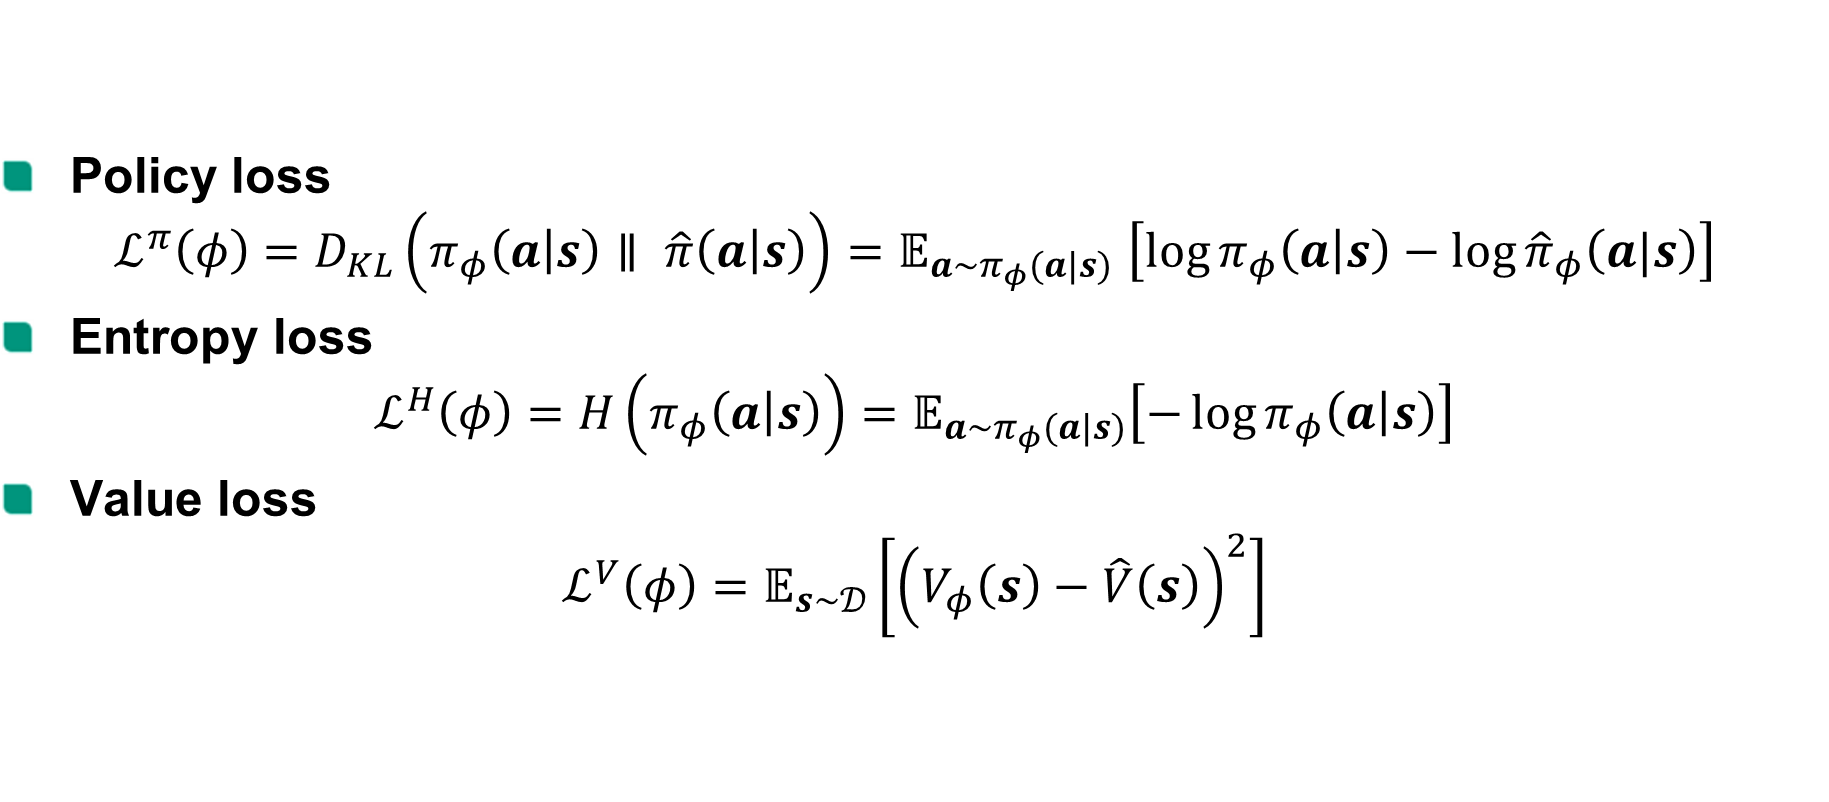 Policy loss
ℒ^π(ϕ) = D_KL (π_ϕ(𝒂|𝒔) ∥ π̂(𝒂|𝒔)) = 𝔼_{𝒂~π_ϕ(𝒂|𝒔)} [log π_ϕ(𝒂|𝒔) − log π̂_ϕ(𝒂|𝒔)]
Entropy loss
ℒ^H(ϕ) = H (π_ϕ(𝒂|𝒔)) = 𝔼_{𝒂~π_ϕ(𝒂|𝒔)}[− log π_ϕ(𝒂|𝒔)]
Value loss
ℒ^V(ϕ) = 𝔼_{𝒔~𝒟} [(V_ϕ(𝒔) − V̂(𝒔))^2]